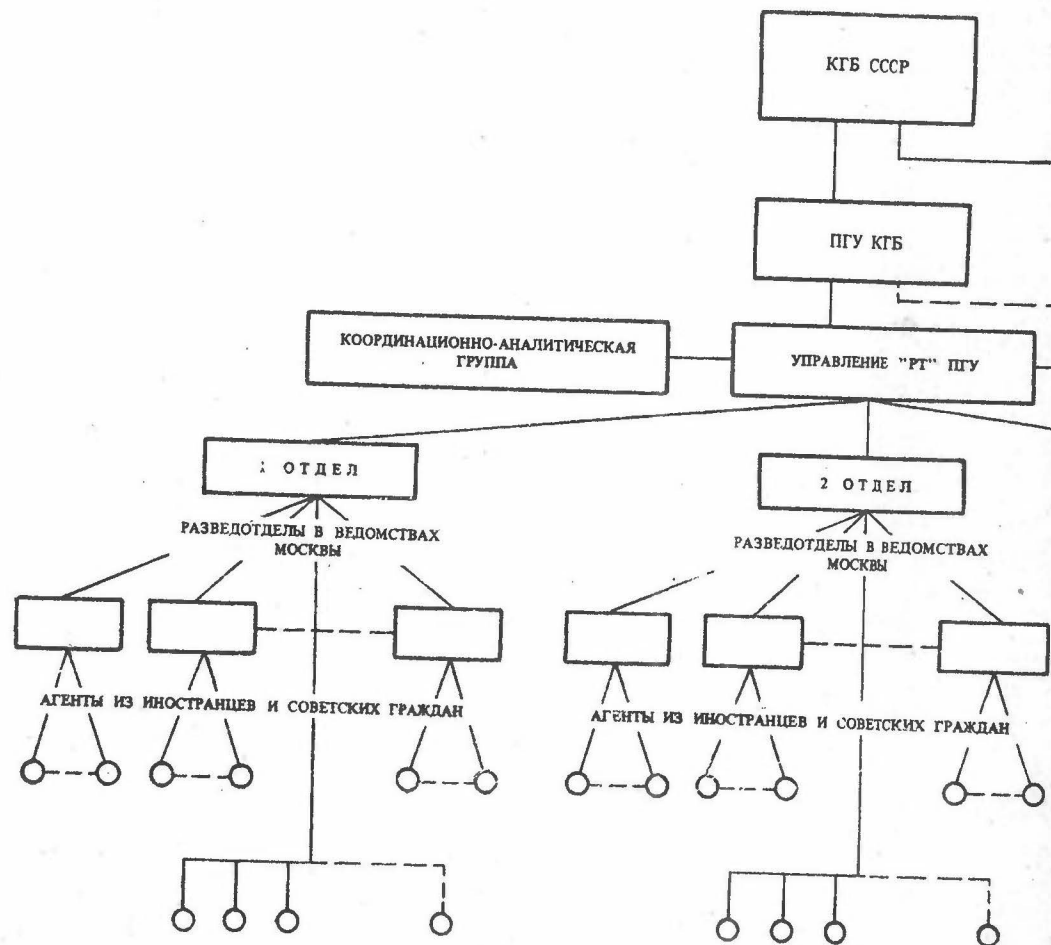 КГБ СССР
ПГУ КГБ
КООРДИНАЦИОННО-АНАЛИТИЧЕСКАЯ
ГРУППА
УПРАВЛЕНИЕ "РТ" ПГУ
1 ОТДЕЛ
2 ОТДЕЛ
РАЗВЕДОТДЕЛЫ В ВЕДОМСТВАХ
МОСКВЫ
РАЗВЕДОТДЕЛЫ В ВЕДОМСТВАХ
МОСКВЫ
АГЕНТЫ ИЗ ИНОСТРАНЦЕВ И СОВЕТСКИХ ГРАЖДАН
АГЕНТЫ ИЗ ИНОСТРАНЦЕВ И СОВЕТСКИХ ГРАЖДАН